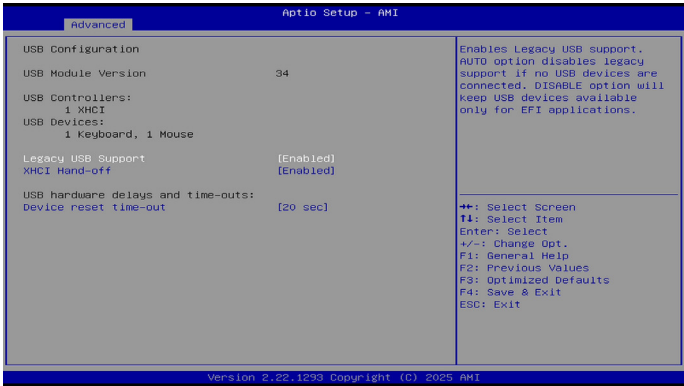 Aptio Setup – AMI
Advanced
USB Configuration
USB Module Version 34
USB Controllers:
1 XHCI
USB Devices:
1 Keyboard, 1 Mouse
Legacy USB Support [Enabled]
XHCI Hand-off [Enabled]
USB hardware delays and time-outs:
Device reset time-out [20 sec]
Enables Legacy USB support.
AUTO option disables legacy
support if no USB devices are
connected. DISABLE option will
keep USB devices available
only for EFI applications.
→←: Select Screen
↑↓: Select Item
Enter: Select
+/-: Change Opt.
F1: General Help
F2: Previous Values
F3: Optimized Defaults
F4: Save & Exit
ESC: Exit
Version 2.22.1293 Copyright (C) 2025 AMI